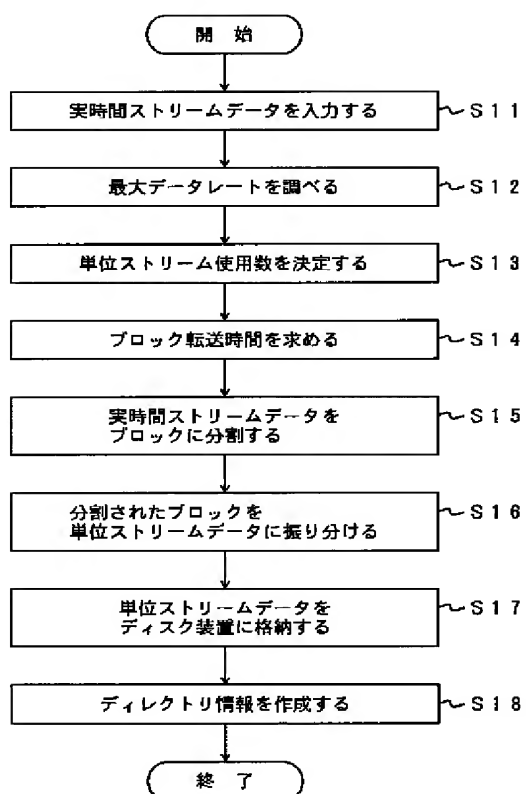 開 始
実時間ストリームデータを入力する
S11
最大データレートを調べる
S12
単位ストリーム使用数を決定する
S13
ブロック転送時間を求める
S14
実時間ストリームデータを
ブロックに分割する
S15
分割されたブロックを
単位ストリームデータに振り分ける
S16
単位ストリームデータを
ディスク装置に格納する
S17
ディレクトリ情報を作成する
S18
終 了